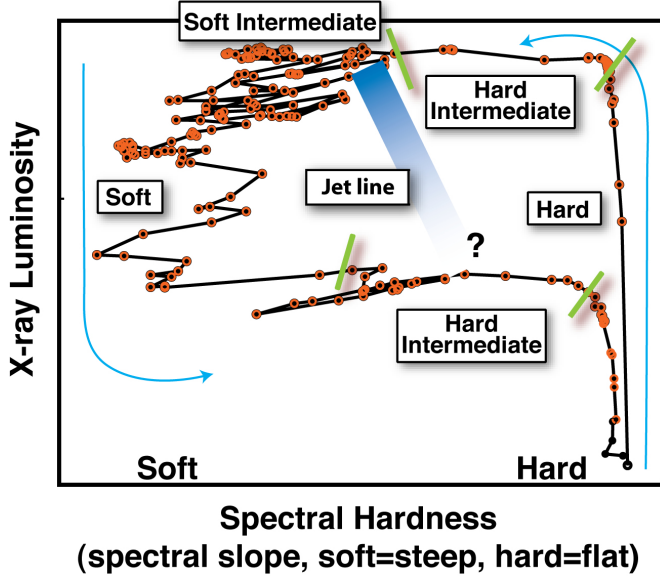 Soft Intermediate
Hard
Intermediate
Jet line
Soft
Hard
?
Hard
Intermediate
Soft
Hard
X-ray Luminosity
Spectral Hardness
(spectral slope, soft=steep, hard=flat)